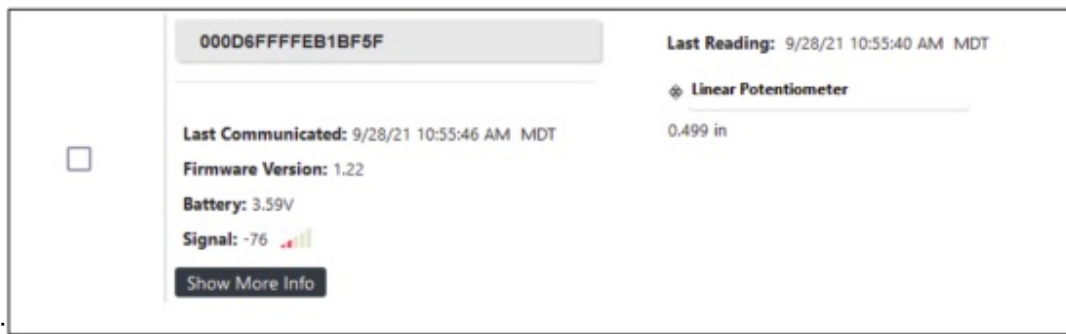 000D6FFFFEB1BF5F
Last Communicated: 9/28/21 10:55:46 AM MDT
Firmware Version: 1.22
Battery: 3.59V
Signal: -76
Show More Info
Last Reading: 9/28/21 10:55:40 AM MDT
Linear Potentiometer
0.499 in
.